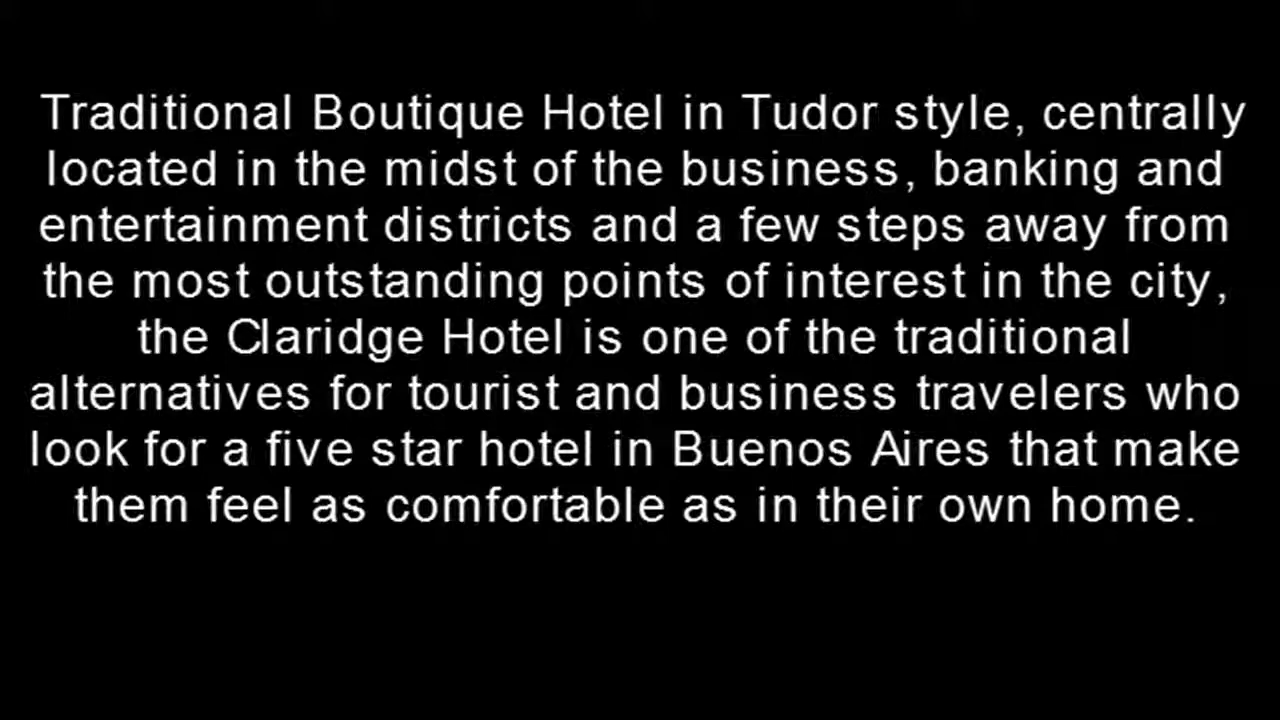 Traditional Boutique Hotel in Tudor style, centrally
located in the midst of the business, banking and
entertainment districts and a few steps away from
the most outstanding points of interest in the city,
the Claridge Hotel is one of the traditional
alternatives for tourist and business travelers who
look for a five star hotel in Buenos Aires that make
them feel as comfortable as in their own home.